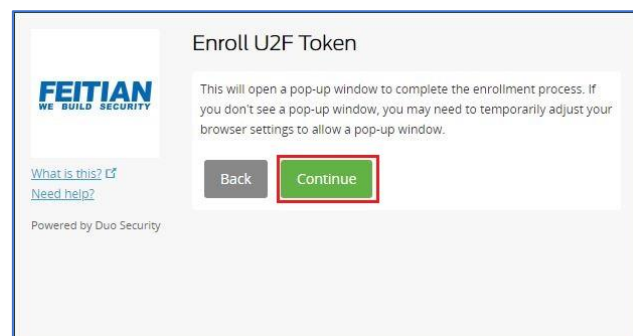 Enroll U2F Token
FEITIAN
WE BUILD SECURITY
This will open a pop-up window to complete the enrollment process. If
you don't see a pop-up window, you may need to temporarily adjust your
browser settings to allow a pop-up window.
What is this?
Need help?
Back
Continue
Powered by Duo Security